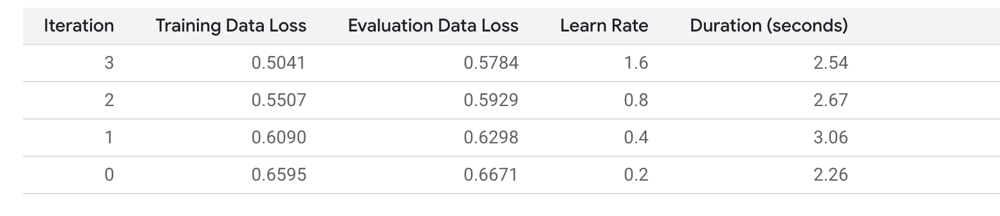 Iteration Training Data Loss Evaluation Data Loss Learn Rate Duration (seconds)
3 0.5041 0.5784 1.6 2.54
2 0.5507 0.5929 0.8 2.67
1 0.6090 0.6298 0.4 3.06
0 0.6595 0.6671 0.2 2.26